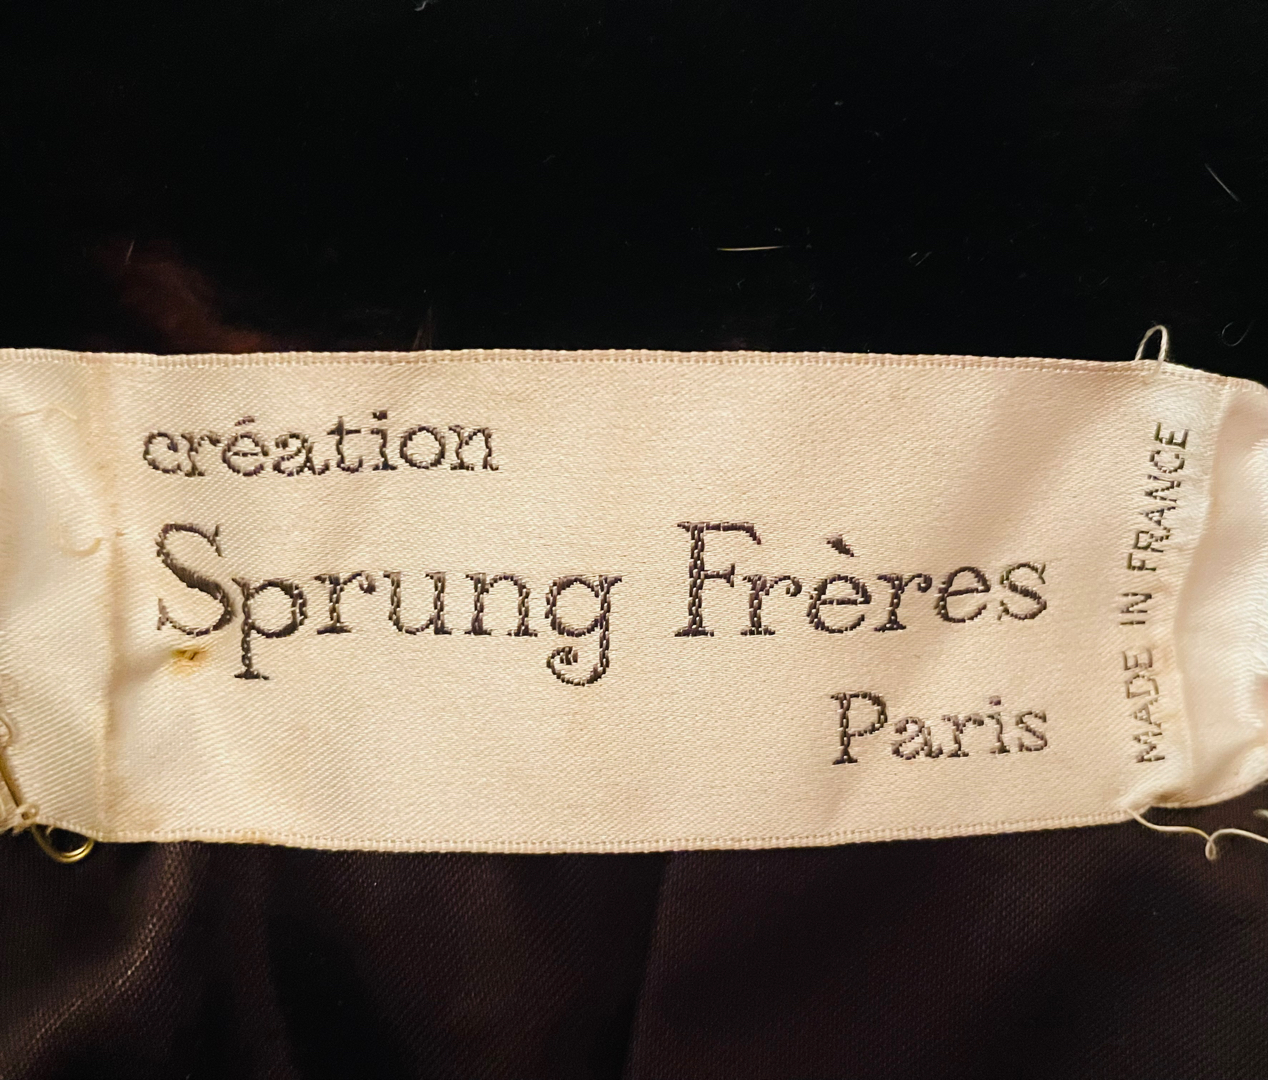 création
Sprung Frères
Paris
MADE IN FRANCE